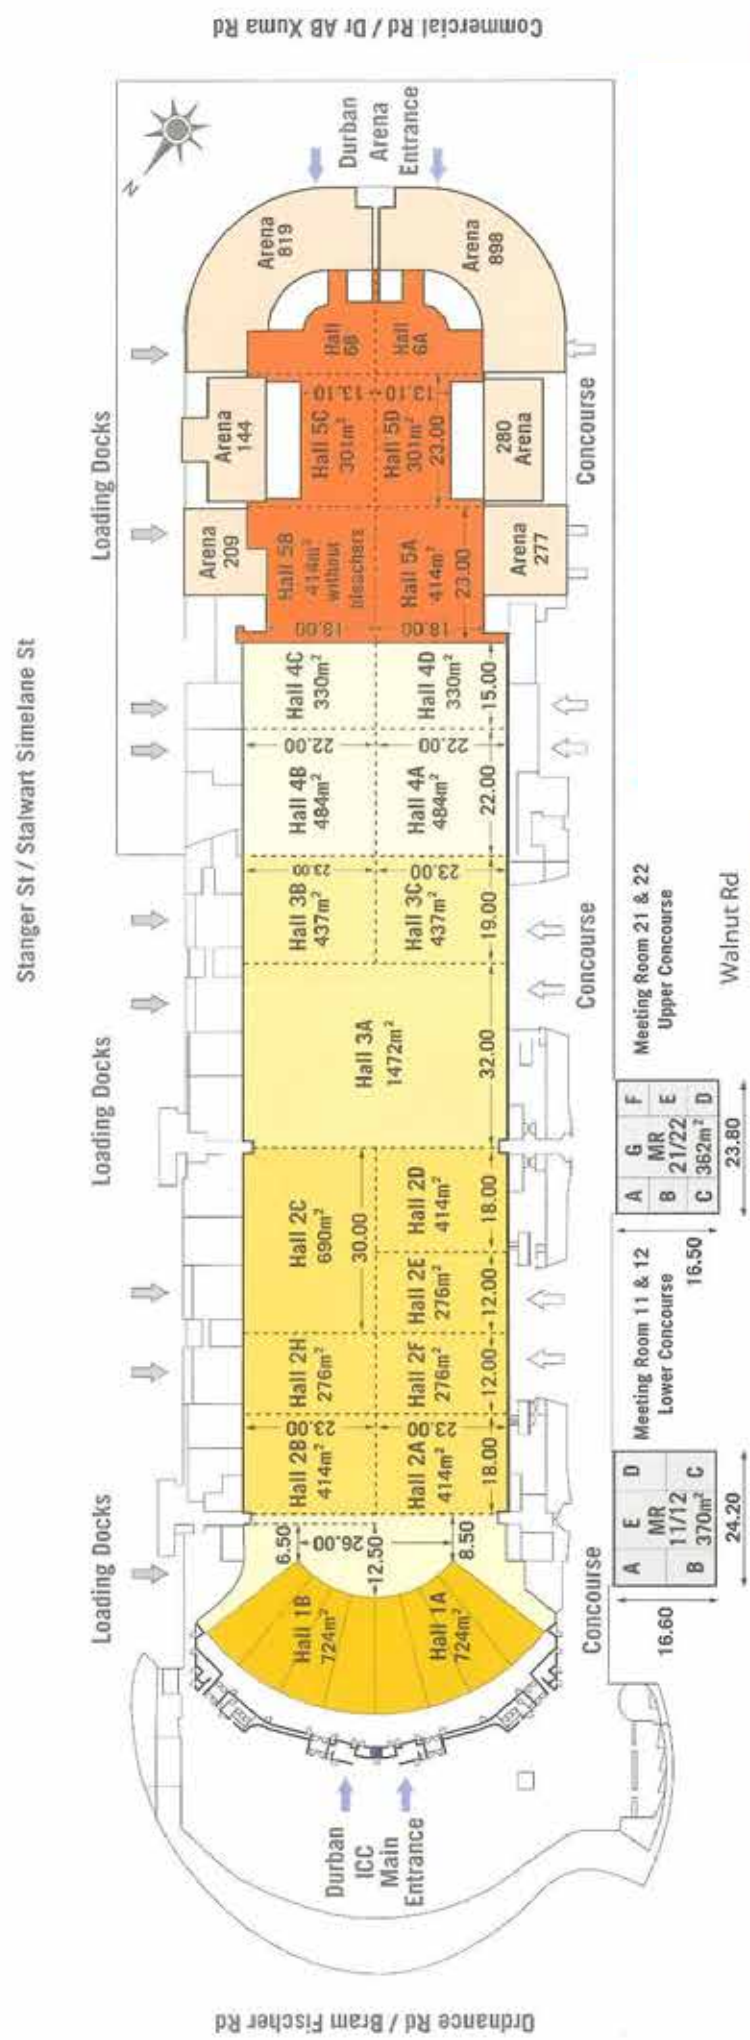 Commercial Rd / Dr AB Xuma Rd
N
Durban
Arena
Entrance
Arena
819
Arena
898
Hall
6B
Hall
6A
Loading Docks
Arena
144
Hall 5C
301m²
13.10
13.10
Hall 5D
301m²
23.00
280
Arena
Concourse
Arena
209
Hall 5B
414m²
without
bleachers
Hall 5A
414m²
23.00
Arena
277
18.00
18.00
Stanger St / Stalwart Simelane St
Hall 4C
330m²
Hall 4D
330m²
15.00
22.00
22.00
Hall 4B
484m²
Hall 4A
484m²
22.00
23.00
23.00
Hall 3B
437m²
Hall 3C
437m²
19.00
Concourse
Hall 3A
1472m²
32.00
Meeting Room 21 & 22
Upper Concourse
Walnut Rd
Loading Docks
Hall 2C
690m²
30.00
Hall 2D
414m²
18.00
Hall 2E
276m²
12.00
A G F
B MR E
21/22
C 362m² D
23.80
16.50
Hall 2H
276m²
Hall 2F
276m²
12.00
Meeting Room 11 & 12
Lower Concourse
23.00
23.00
Hall 2B
414m²
Hall 2A
414m²
18.00
A E D
MR
11/12
B 370m² C
24.20
16.60
Loading Docks
6.50
26.00
12.50
8.50
Concourse
Hall 1B
724m²
Hall 1A
724m²
Durban
ICC
Main
Entrance
Ordnance Rd / Bram Fischer Rd